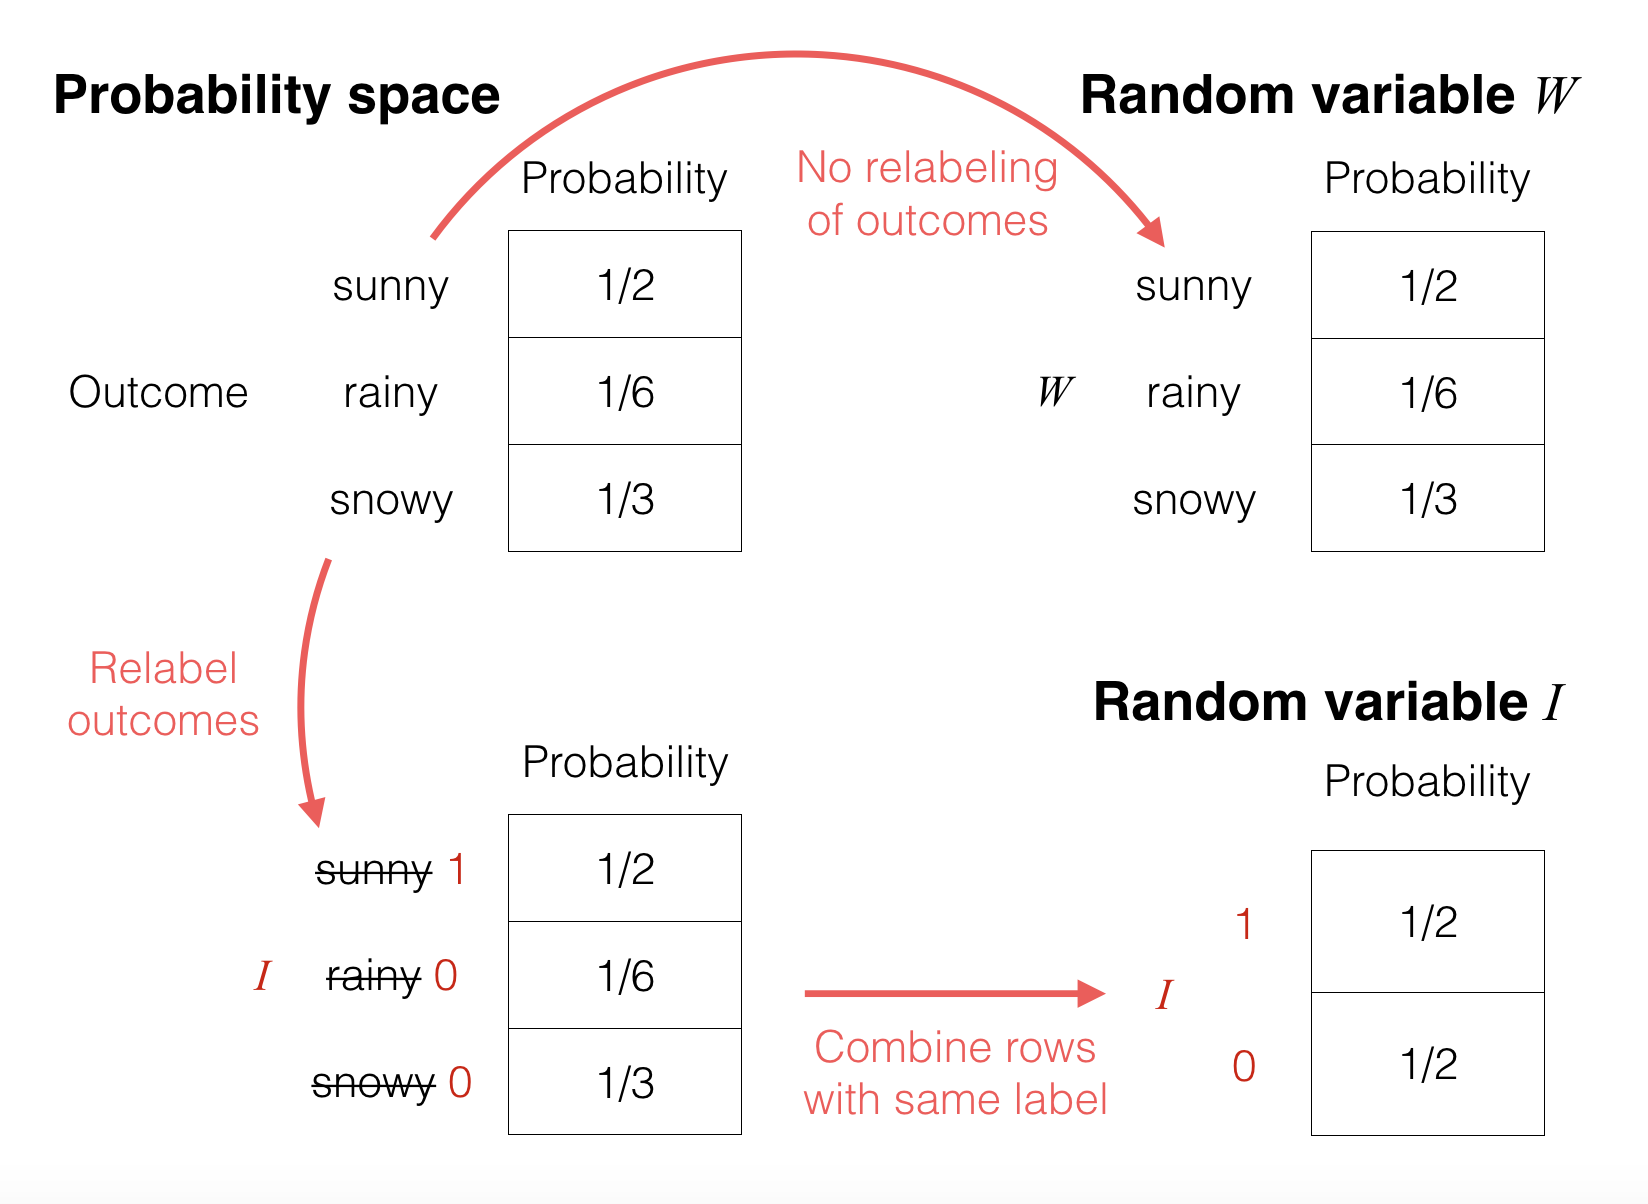 Probability space
Random variable W
Probability
No relabeling
of outcomes
Probability
sunny 1/2
sunny 1/2
Outcome rainy 1/6
W rainy 1/6
snowy 1/3
snowy 1/3
Relabel
outcomes
Random variable I
Probability
Probability
sunny 1 1/2
I rainy 0 1/6
snowy 0 1/3
Combine rows
with same label
1 1/2
I
0 1/2